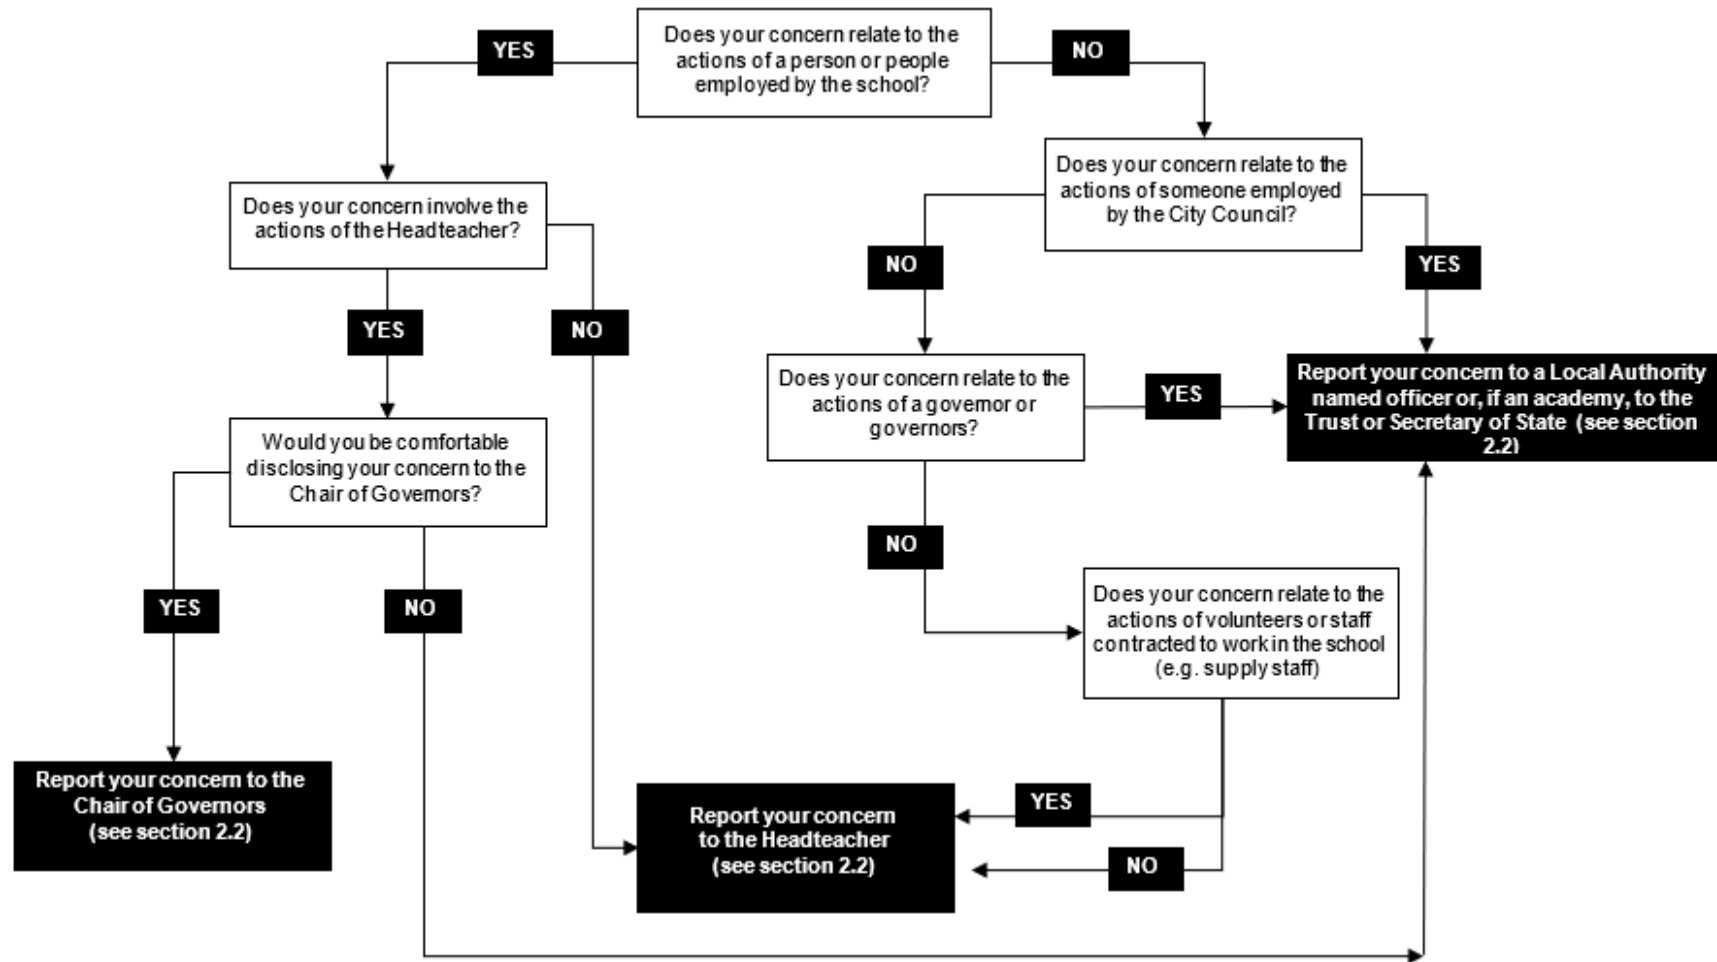 Does your concern relate to the
actions of a person or people
employed by the school?
YES
NO
Does your concern involve the
actions of the Headteacher?
Does your concern relate to the
actions of someone employed
by the City Council?
NO
YES
YES
NO
Does your concern relate to the
actions of a governor or
governors?
YES
Report your concern to a Local Authority
named officer or, if an academy, to the
Trust or Secretary of State (see section
2.2)
Would you be comfortable
disclosing your concern to the
Chair of Governors?
NO
YES
NO
Does your concern relate to the
actions of volunteers or staff
contracted to work in the school
(e.g. supply staff)
Report your concern to the
Chair of Governors
(see section 2.2)
Report your concern
to the Headteacher
(see section 2.2)
YES
NO